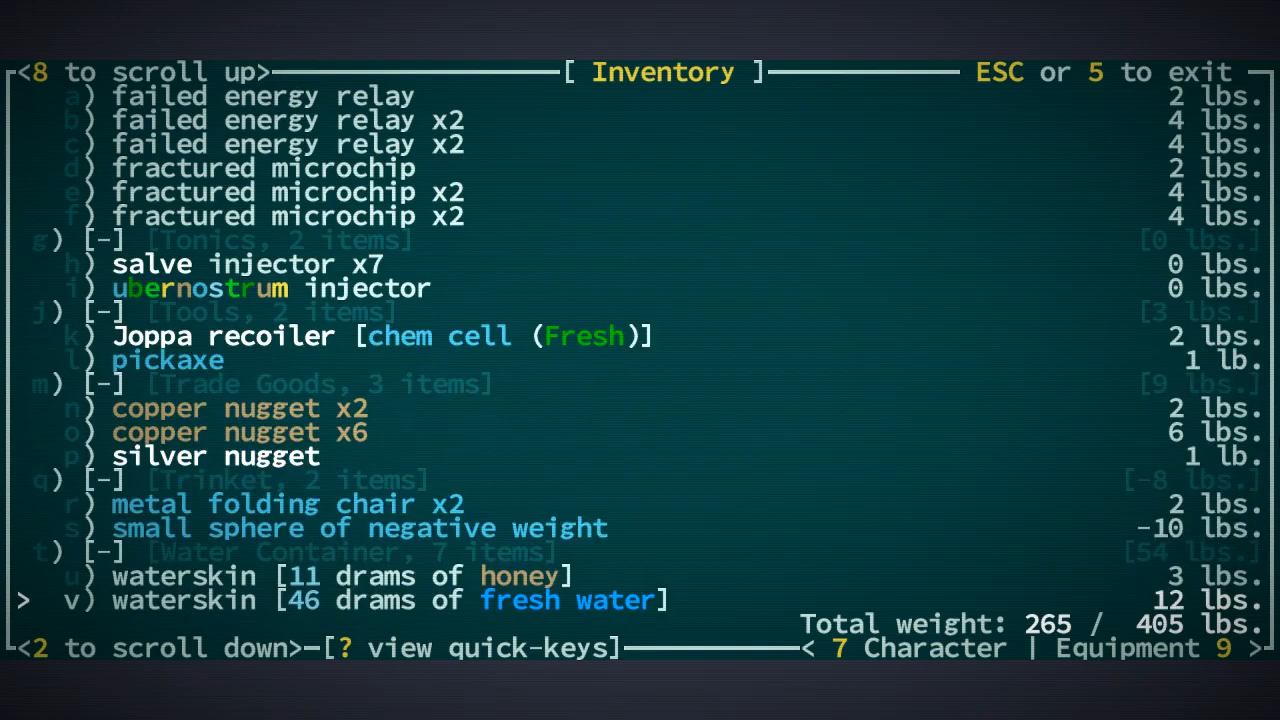 <8 to scroll up> [ Inventory ] ESC or 5 to exit
a) failed energy relay 2 lbs.
b) failed energy relay x2 4 lbs.
c) failed energy relay x2 4 lbs.
d) fractured microchip 2 lbs.
e) fractured microchip x2 4 lbs.
f) fractured microchip x2 4 lbs.
g) [-] [Tonics, 2 items] [0 lbs.]
h) salve injector x7 0 lbs.
i) ubernostrum injector 0 lbs.
j) [-] [Tools, 2 items] [3 lbs.]
k) Joppa recoiler [chem cell (Fresh)] 2 lbs.
l) pickaxe 1 lb.
m) [-] [Trade Goods, 3 items] [9 lbs.]
n) copper nugget x2 2 lbs.
o) copper nugget x6 6 lbs.
p) silver nugget 1 lb.
q) [-] [Trinket, 2 items] [-8 lbs.]
r) metal folding chair x2 2 lbs.
s) small sphere of negative weight -10 lbs.
t) [-] [Water Container, 7 items] [54 lbs.]
u) waterskin [11 drams of honey] 3 lbs.
> v) waterskin [46 drams of fresh water] 12 lbs.
Total weight: 265 / 405 lbs.
<2 to scroll down> [? view quick-keys] < 7 Character | Equipment 9 >